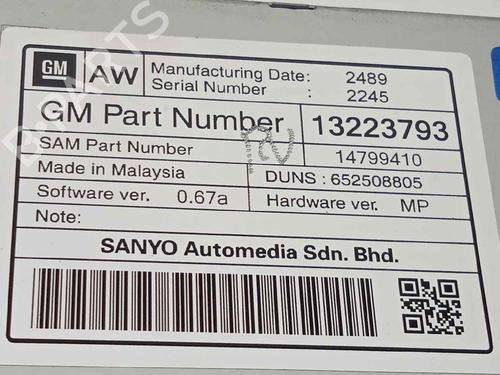 GM AW Manufacturing Date: 2489
Serial Number : 2245
GM Part Number 13223793
SAM Part Number 14799410
Made in Malaysia DUNS : 652508805
Software ver. 0.67a Hardware ver. MP
Note:
SANYO Automedia Sdn. Bhd.